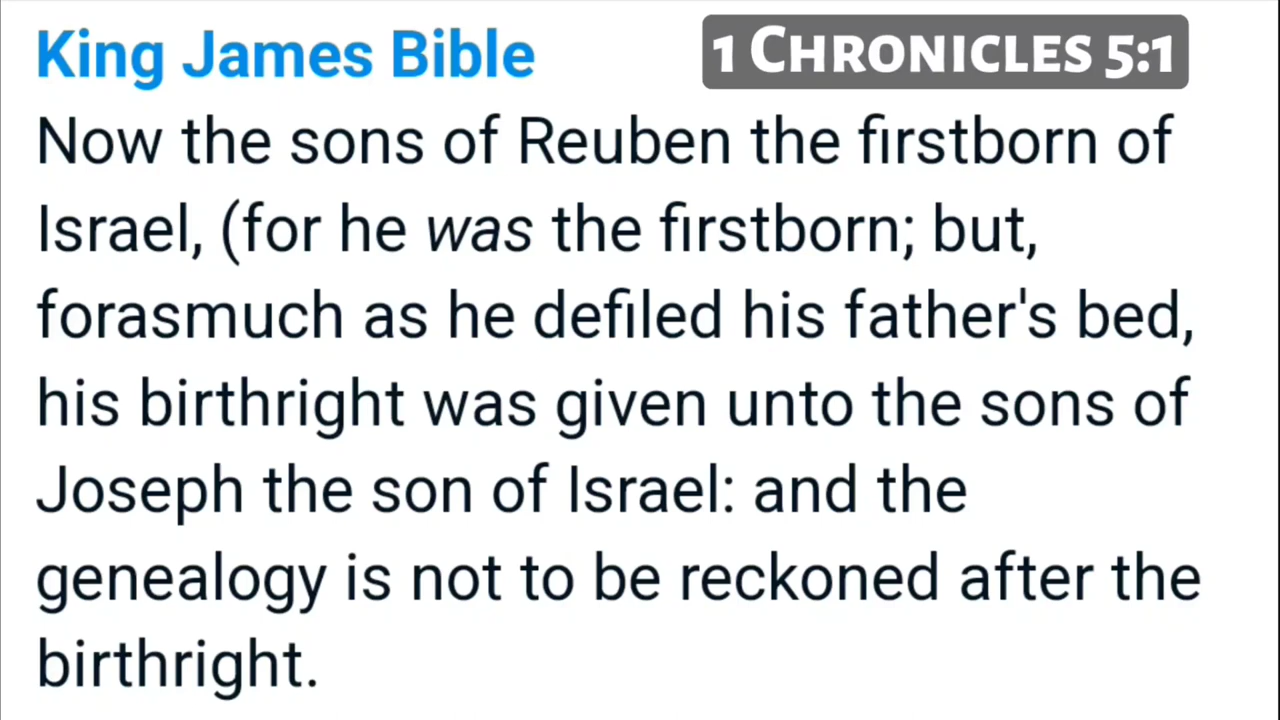 King James Bible
1 Chronicles 5:1
Now the sons of Reuben the firstborn of
Israel, (for he was the firstborn; but,
forasmuch as he defiled his father's bed,
his birthright was given unto the sons of
Joseph the son of Israel: and the
genealogy is not to be reckoned after the
birthright.